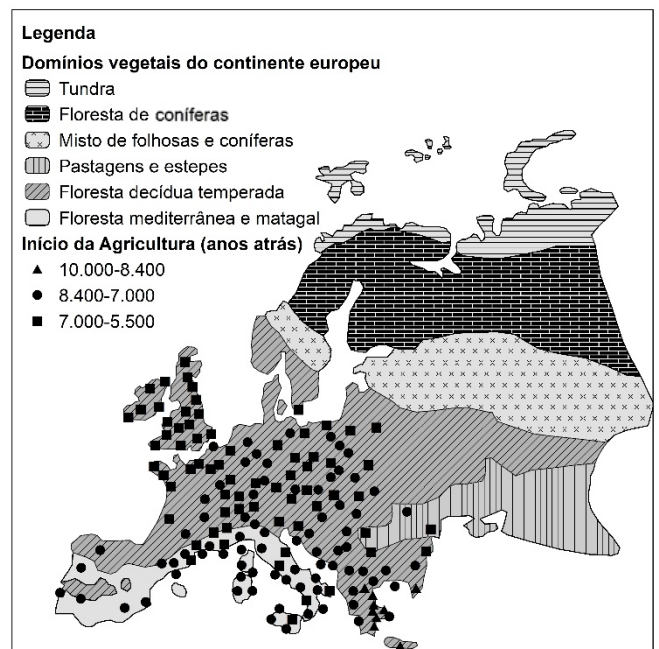 Legenda
Domínios vegetais do continente europeu
Tundra
Floresta de coníferas
Misto de folhosas e coníferas
Pastagens e estepes
Floresta decídua temperada
Floresta mediterrânea e matagal
Início da Agricultura (anos atrás)
10.000-8.400
8.400-7.000
7.000-5.500